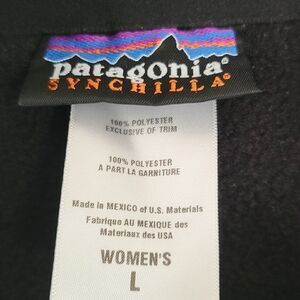 patagonia®
SYNCHILLA®
100% POLYESTER
EXCLUSIVE OF TRIM
100% POLYESTER
A PART LA GARNITURE
Made in MEXICO of U.S. Materials
Fabrique AU MEXIQUE des
Materiaux des USA
WOMEN'S
L